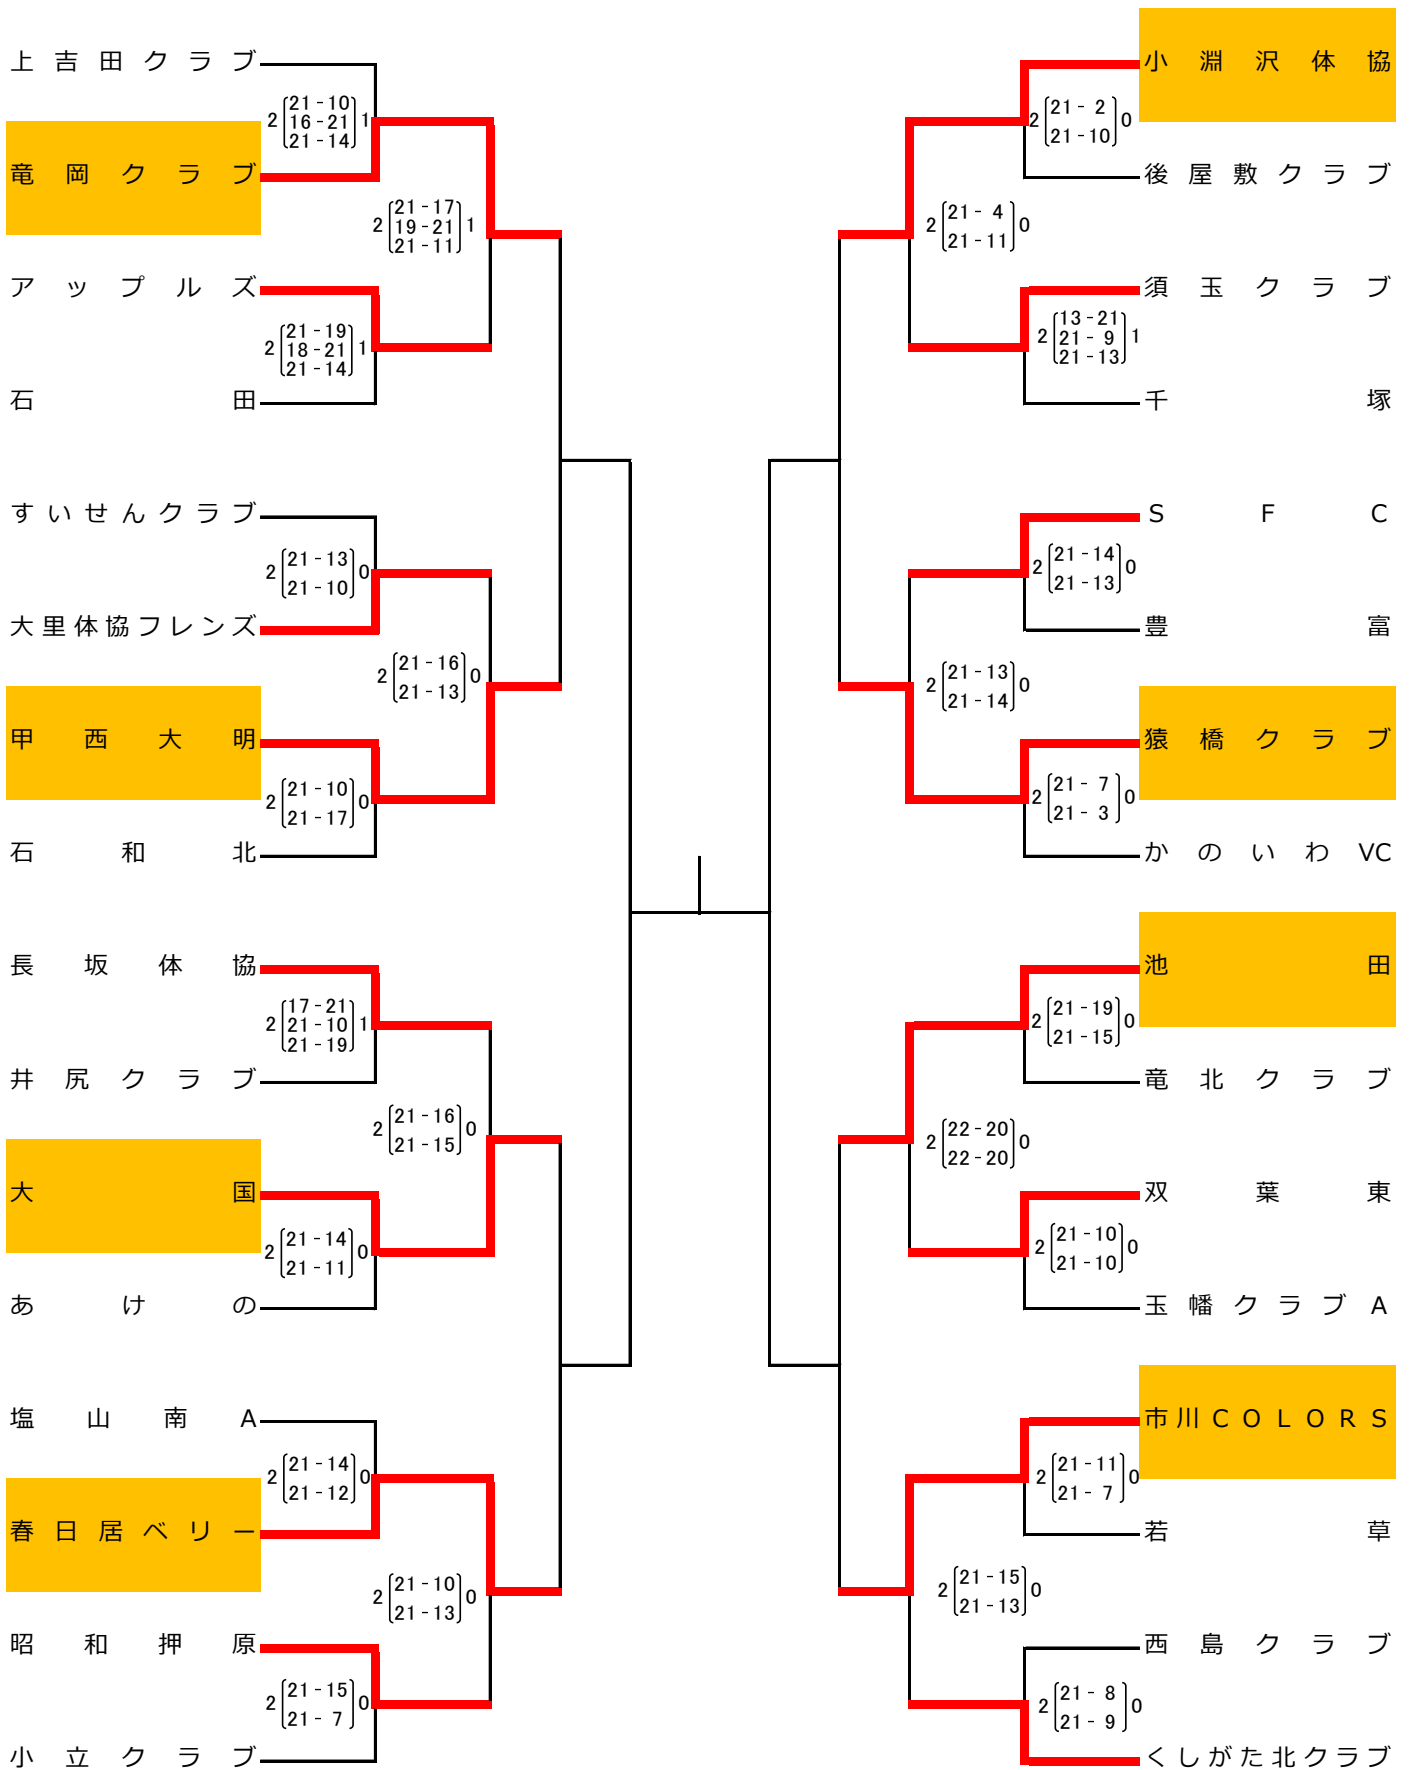 上吉田クラブ
2 21-10 1
16-21
21-14
竜岡クラブ
2 21-17 1
19-21
21-11
アップルズ
2 21-19 1
18-21
21-14
石田
すいせんクラブ
2 21-13 0
21-10
大里体協フレンズ
2 21-16 0
21-13
甲西大明
2 21-10 0
21-17
石和北
長坂体協
2 17-21 1
21-10
21-19
井尻クラブ
2 21-16 0
21-15
大国
2 21-14 0
21-11
あけの
塩山南A
2 21-14 0
21-12
春日居ベリー
2 21-10 0
21-13
昭和押原
2 21-15 0
21- 7
小立クラブ
小淵沢体協
2 21- 2 0
21-10
後屋敷クラブ
2 21- 4 0
21-11
須玉クラブ
2 13-21 1
21- 9
21-13
千塚
SFC
2 21-14 0
21-13
豊富
2 21-13 0
21-14
猿橋クラブ
2 21- 7 0
21- 3
かのいわVC
池田
2 21-19 0
21-15
竜北クラブ
2 22-20 0
22-20
双葉東
2 21-10 0
21-10
玉幡クラブA
市川COLORS
2 21-11 0
21- 7
若草
2 21-15 0
21-13
西島クラブ
2 21- 8 0
21- 9
くしがた北クラブ